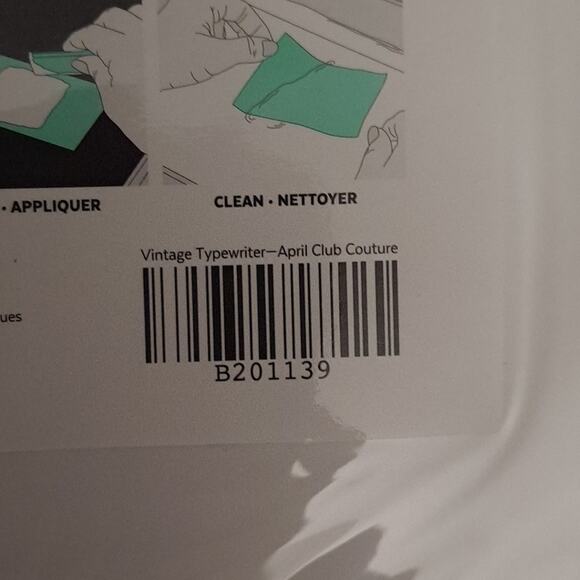 · APPLIQUER
CLEAN · NETTOYER
Vintage Typewriter—April Club Couture
ues
B201139